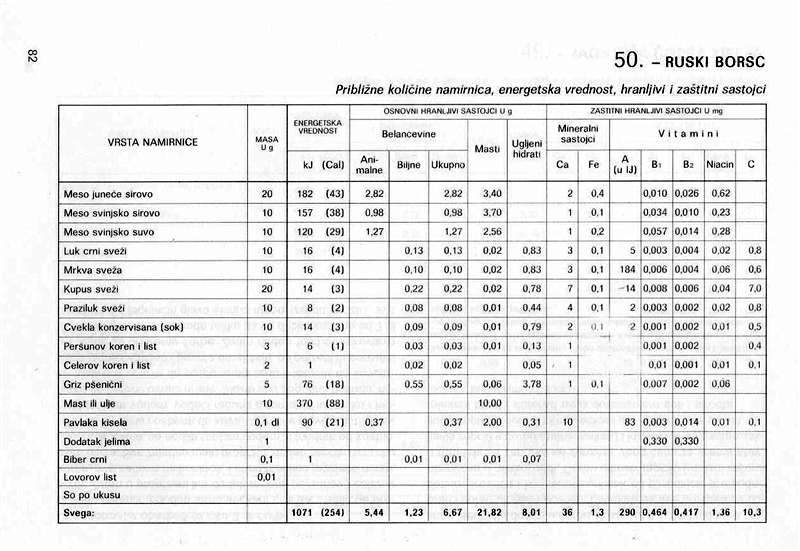 82
50. – RUSKI BORSC
Približne količine namirnica, energetska vrednost, hranljivi i zaštitni sastojci
VRSTA NAMIRNICE MASA U g ENERGETSKA VREDNOST OSNOVNI HRANLJIVI SASTOJCI U g ZAŠTITNI HRANLJIVI SASTOJCI U mg
Belančevine Masti Ugljeni hidrati Mineralni sastojci Vitamini
kJ (Cal) Animalne Biljne Ukupno Ca Fe A (u IJ) B1 B2 Niacin C
Meso juneće sirovo 20 182 (43) 2,82 2,82 3,40 2 0,4 0,010 0,026 0,62
Meso svinjsko sirovo 10 157 (38) 0,98 0,98 3,70 1 0,1 0,034 0,010 0,23
Meso svinjsko suvo 10 120 (29) 1,27 1,27 2,56 1 0,2 0,057 0,014 0,28
Luk crni sveži 10 16 (4) 0,13 0,13 0,02 0,83 3 0,1 5 0,003 0,004 0,02 0,8
Mrkva sveža 10 16 (4) 0,10 0,10 0,02 0,83 3 0,1 184 0,006 0,004 0,06 0,6
Kupus sveži 20 14 (3) 0,22 0,22 0,02 0,78 7 0,1 14 0,008 0,006 0,04 7,0
Praziluk sveži 10 8 (2) 0,08 0,08 0,01 0,44 4 0,1 2 0,003 0,002 0,02 0,8
Cvekla konzervisana (sok) 10 14 (3) 0,09 0,09 0,01 0,79 2 0,1 2 0,001 0,002 0,01 0,5
Peršunov koren i list 3 6 (1) 0,03 0,03 0,01 0,13 1 0,001 0,002 0,4
Celerov koren i list 2 1 0,02 0,02 0,05 1 0,01 0,001 0,01 0,1
Griz pšenični 5 76 (18) 0,55 0,55 0,06 3,78 1 0,1 0,007 0,002 0,06
Mast ili ulje 10 370 (88) 10,00
Pavlaka kisela 0,1 dl 90 (21) 0,37 0,37 2,00 0,31 10 83 0,003 0,014 0,01 0,1
Dodatak jelima 1 0,330 0,330
Biber crni 0,1 1 0,01 0,01 0,01 0,07
Lovorov list 0,01
So po ukusu
Svega: 1071 (254) 5,44 1,23 6,67 21,82 8,01 36 1,3 290 0,464 0,417 1,36 10,3